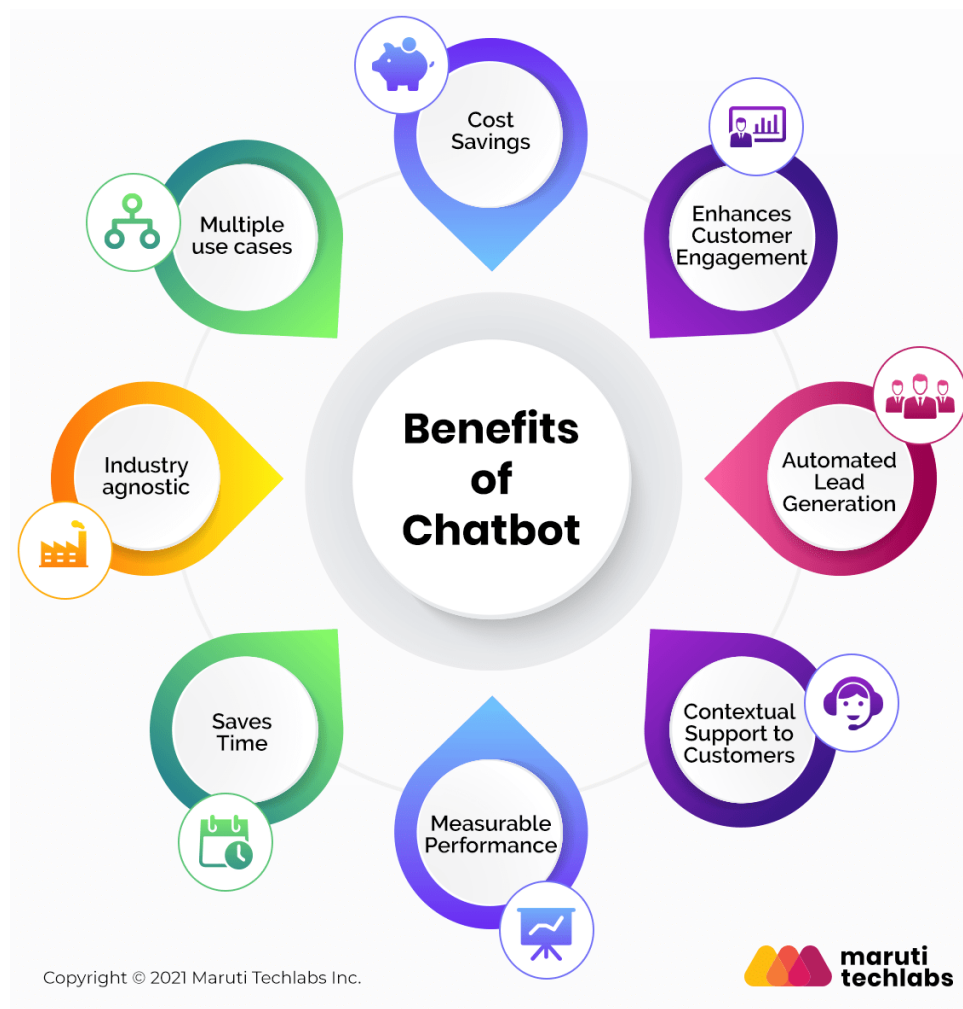 Cost
Savings
Enhances
Customer
Engagement
Automated
Lead
Generation
Contextual
Support to
Customers
Measurable
Performance
Saves
Time
Industry
agnostic
Multiple
use cases
Benefits
of
Chatbot
Copyright © 2021 Maruti Techlabs Inc.
maruti
techlabs